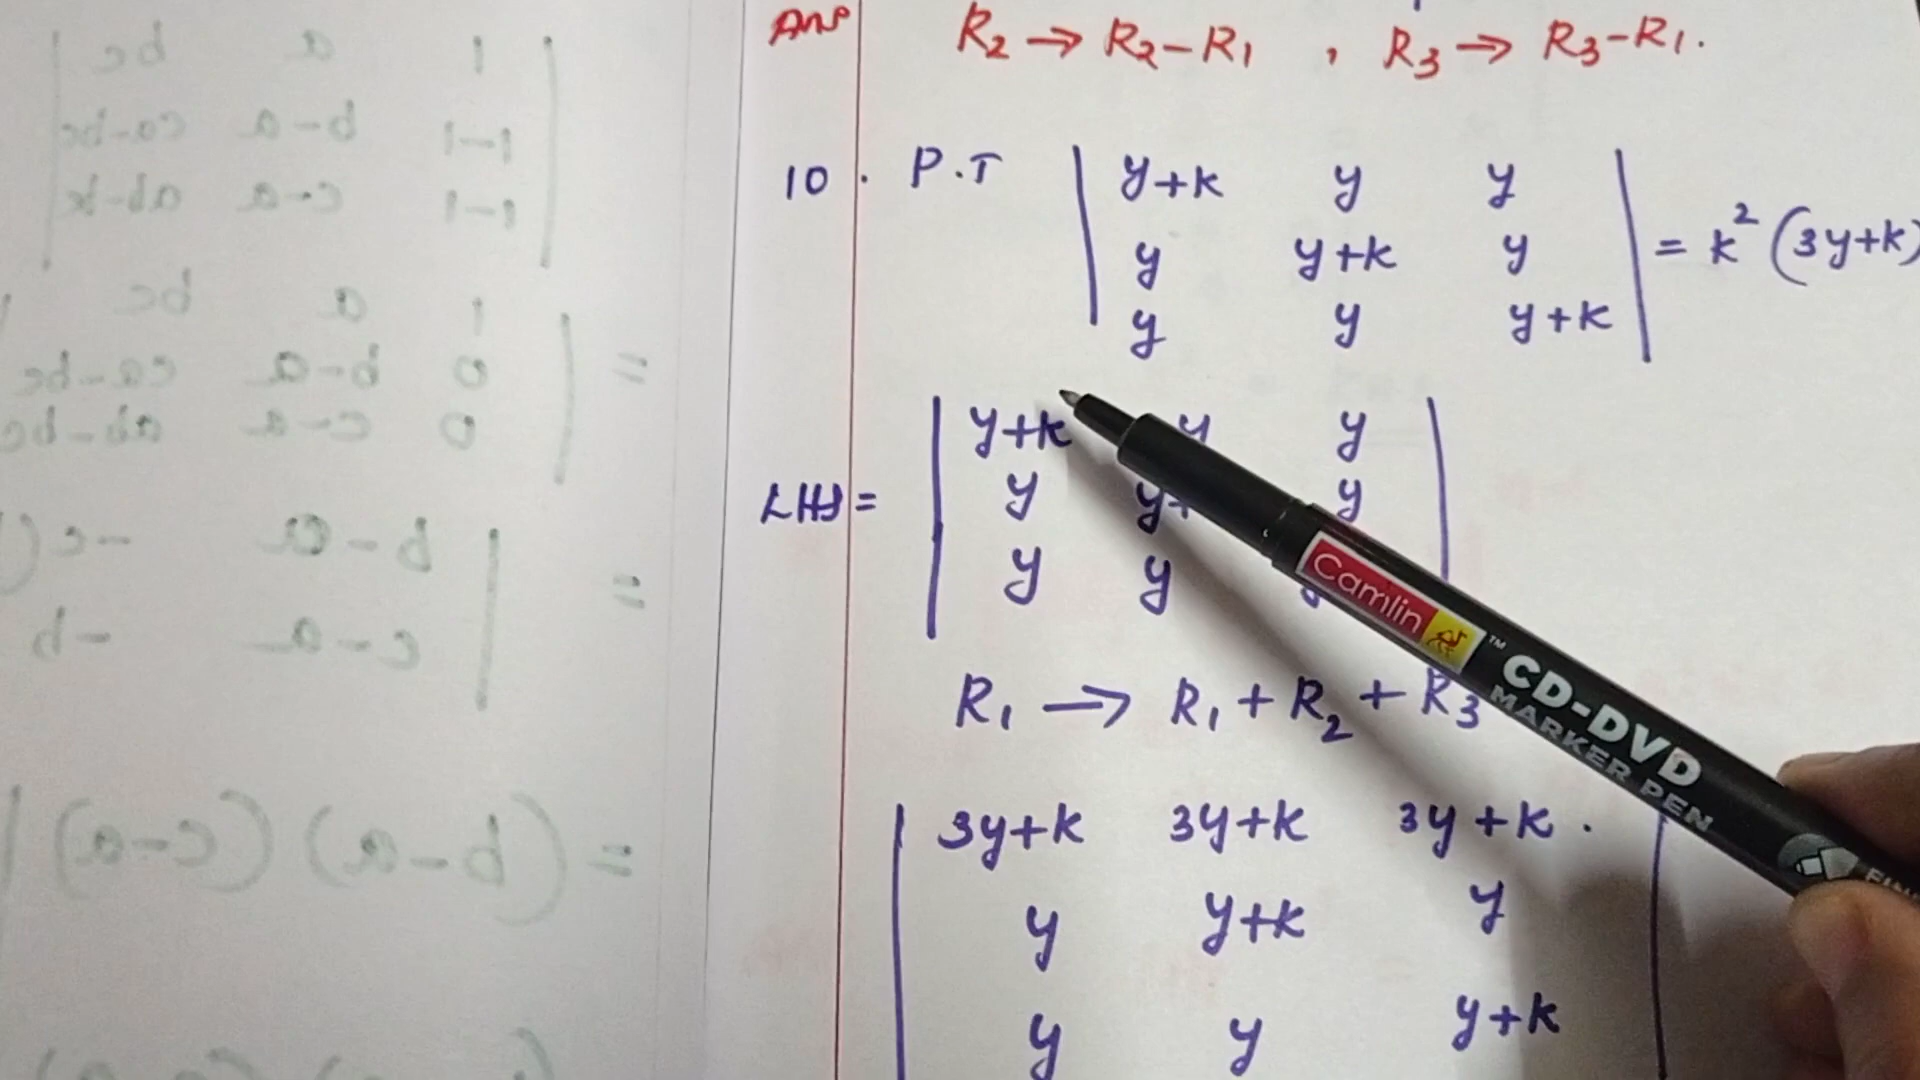 Ans R₂ → R₂-R₁ , R₃ → R₃-R₁.
10. P.T | y+k y y |
| y y+k y | = k² (3y+k)
| y y y+k |
| y+k y y |
LHS = | y y+ y |
| y y |
R₁ → R₁ + R₂ + R₃
| 3y+k 3y+k 3y+k . |
| y y+k y |
| y y y+k |
Camlin ™
CD-DVD
MARKER PEN